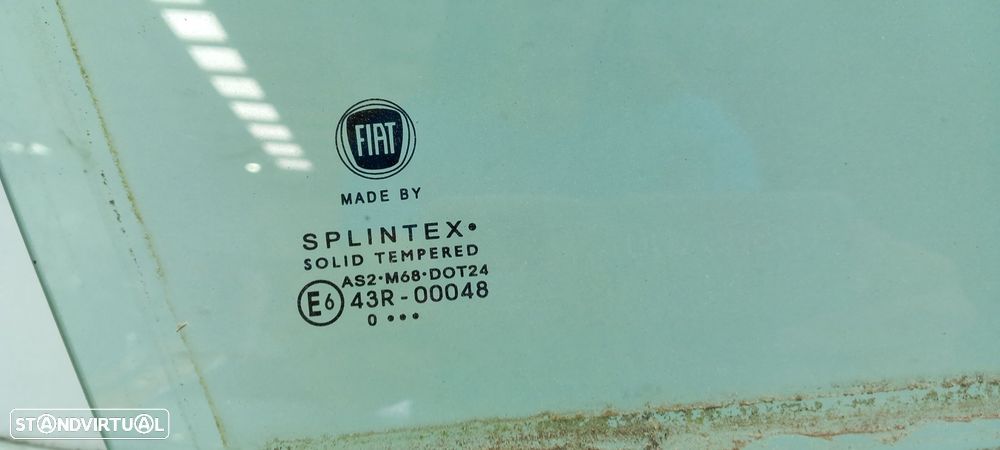 FIAT
MADE BY
SPLINTEX•
SOLID TEMPERED
AS2•M68•DOT24
E6 43R-00048
0 •••
STANDVIRTUAL